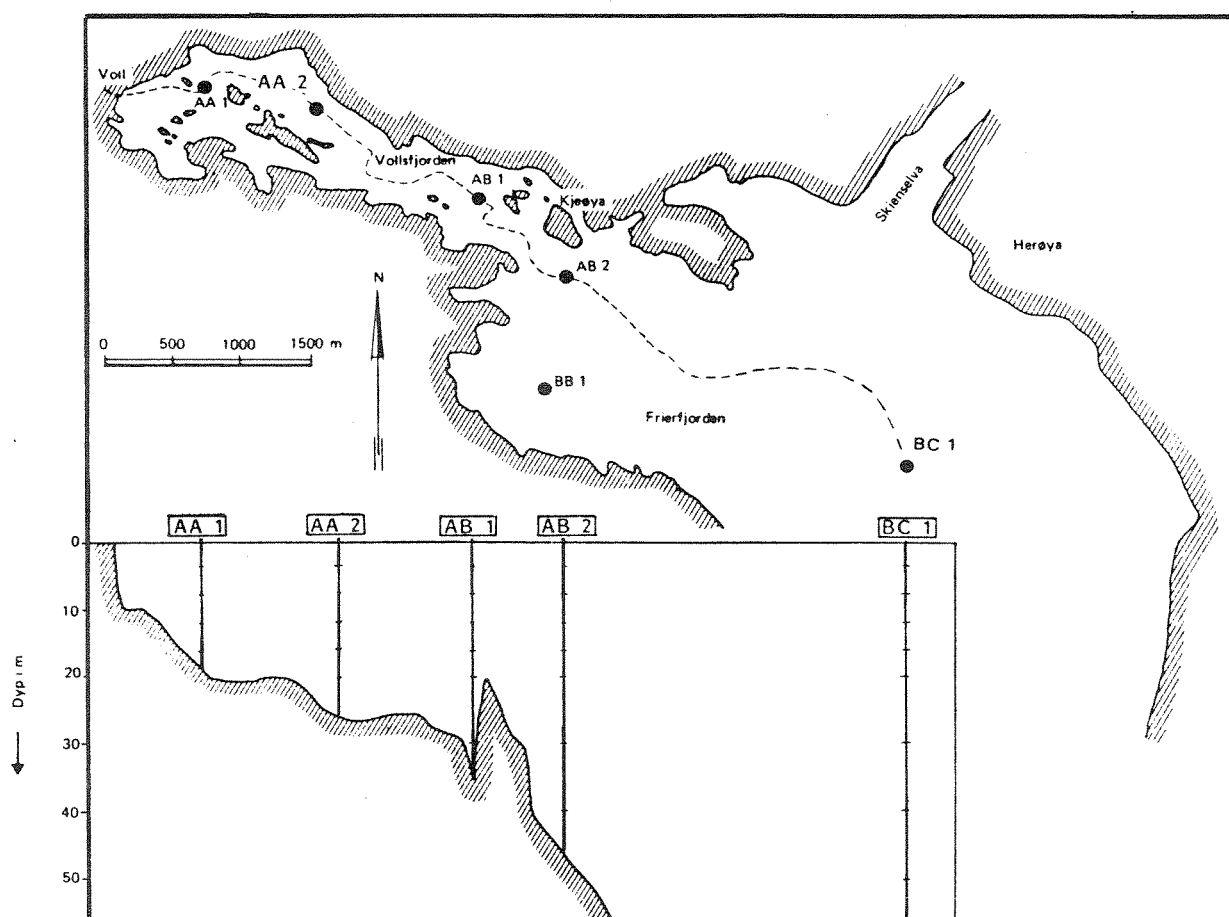 Voll
AA 1
AA 2
Vollsfjorden
AB 1
Kjeøya
Skienselva
Herøya
AB 2
N
0 500 1000 1500 m
BB 1
Frierfjorden
BC 1
AA 1 AA 2 AB 1 AB 2 BC 1
0
10
20
30
40
50
Dyp i m